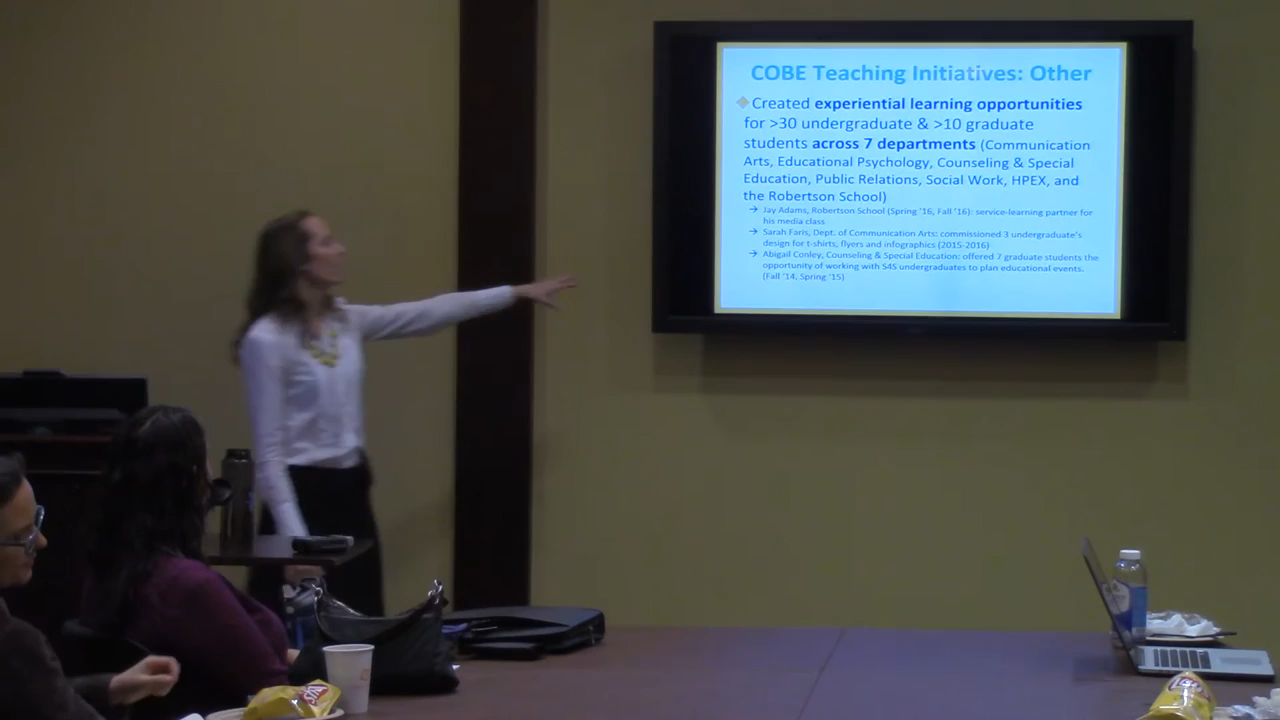 COBE Teaching Initiatives: Other
Created experiential learning opportunities
for >30 undergraduate & >10 graduate
students across 7 departments (Communication
Arts, Educational Psychology, Counseling & Special
Education, Public Relations, Social Work, HPEX, and
the Robertson School)
→ Jay Adams, Robertson School (Spring '16, Fall '16): service-learning partner for
his media class
→ Sarah Faris, Dept. of Communication Arts: commissioned 3 undergraduate's
design for t-shirts, flyers and infographics (2015-2016)
→ Abigail Conley, Counseling & Special Education: offered 7 graduate students the
opportunity of working with S4S undergraduates to plan educational events.
(Fall '14, Spring '15)
Lay's
Lay's